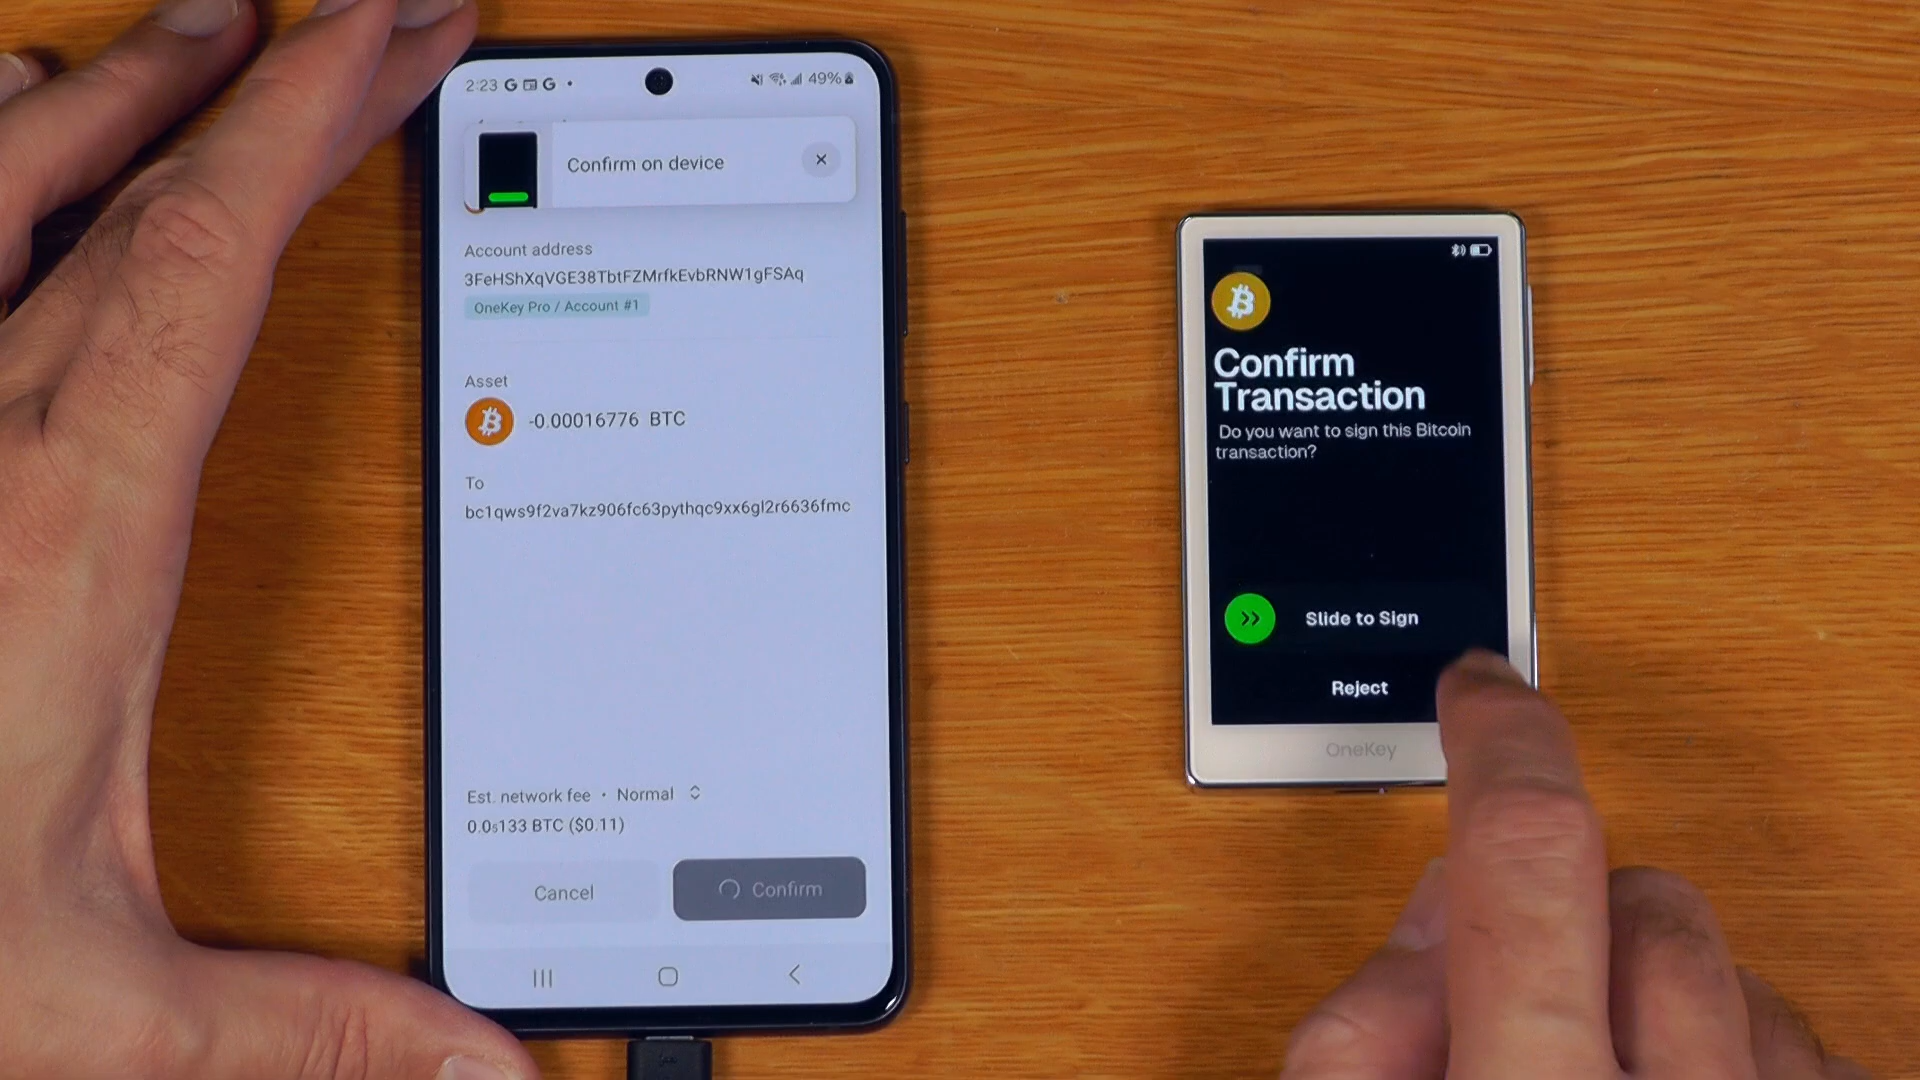 2:23 G G •
49%
Confirm on device
Account address
3FeHShXqVGE38TbtFZMrfkEvbRNW1gFSAq
OneKey Pro / Account #1
Asset
-0.00016776 BTC
To
bc1qws9f2va7kz906fc63pythqc9xx6gl2r6636fmc
Est. network fee • Normal
0.0₅133 BTC ($0.11)
Cancel
Confirm
Confirm
Transaction
Do you want to sign this Bitcoin
transaction?
Slide to Sign
Reject
OneKey